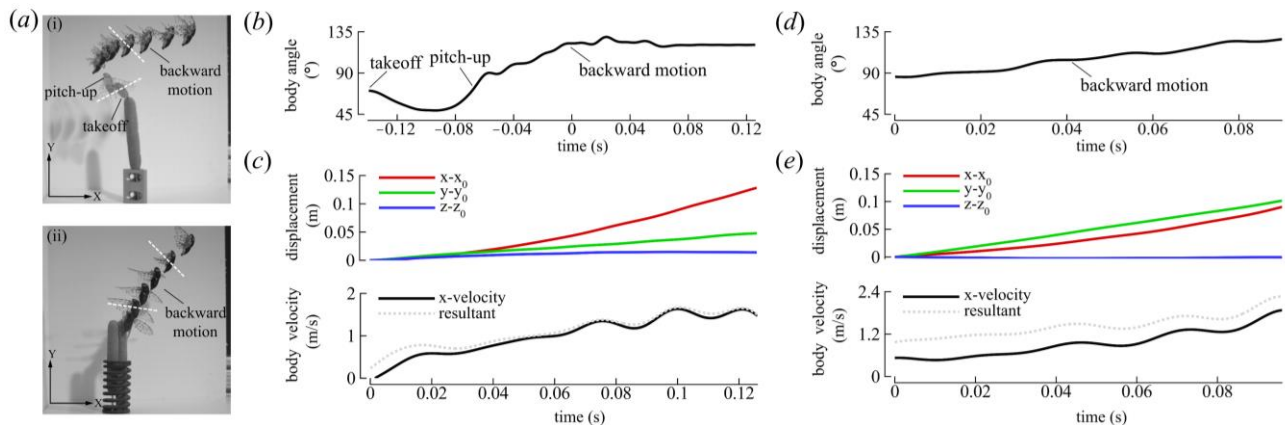 (a)
(i)
backward
motion
pitch-up
takeoff
Y
X
(ii)
backward
motion
Y
X
(b)
body angle
(°)
135
90
45
takeoff
pitch-up
backward motion
–0.12
–0.08
–0.04
0
0.04
0.08
0.12
time (s)
(c)
displacement
(m)
0.15
0.1
0.05
0
x-x0
y-y0
z-z0
body velocity
(m/s)
2
1
0
x-velocity
resultant
0
0.02
0.04
0.06
0.08
0.10
0.12
time (s)
(d)
body angle
(°)
135
90
45
backward motion
0
0.02
0.04
0.06
0.08
time (s)
(e)
displacement
(m)
0.15
0.1
0.05
0
x-x0
y-y0
z-z0
body velocity
(m/s)
2.4
1.2
0
x-velocity
resultant
0
0.02
0.04
0.06
0.08
time (s)